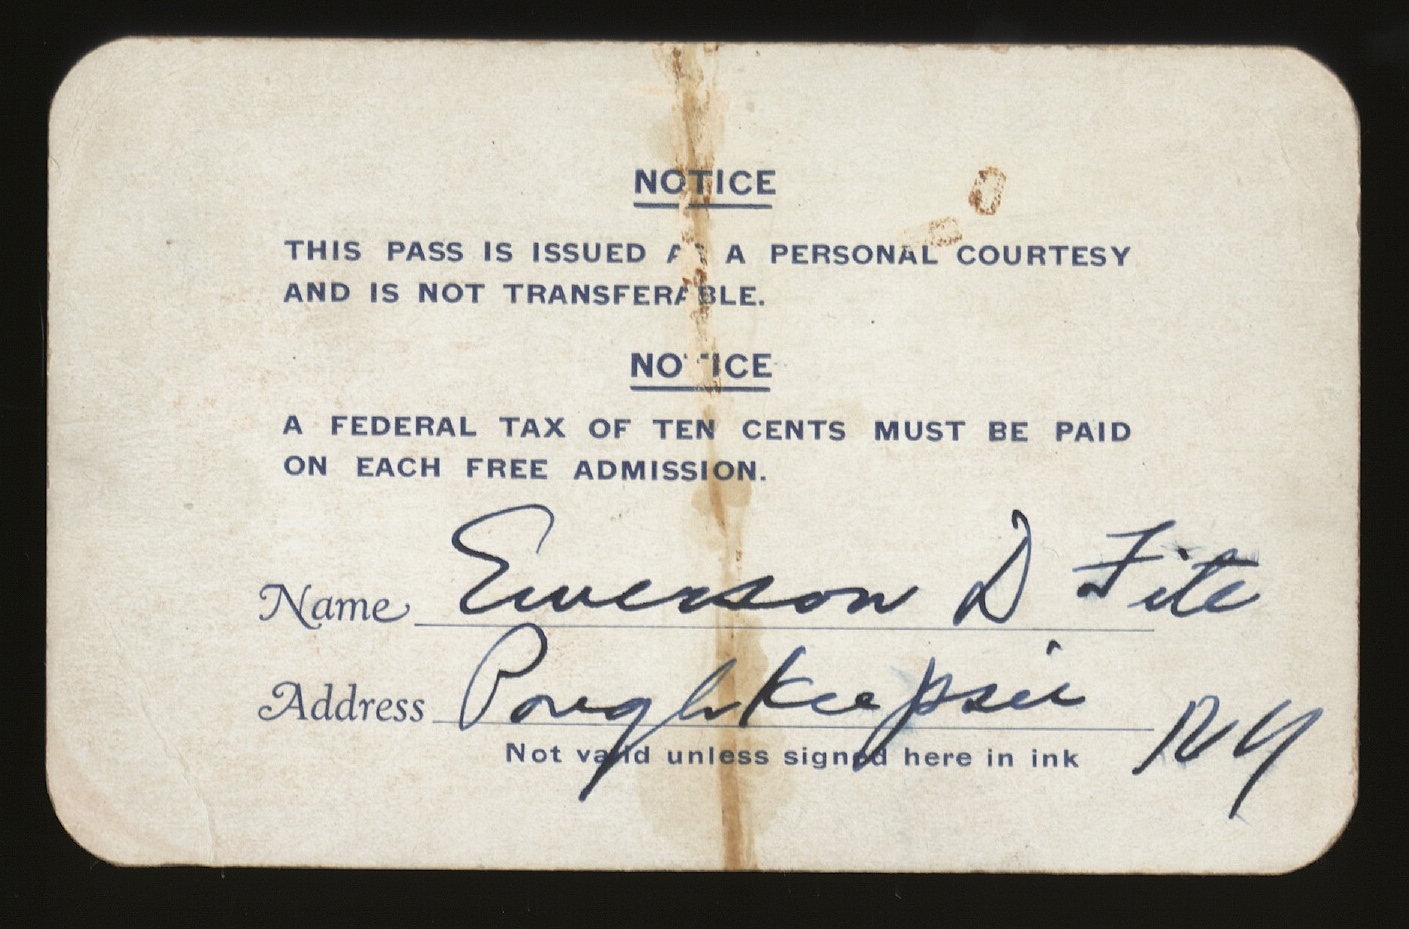 NOTICE
THIS PASS IS ISSUED AS A PERSONAL COURTESY
AND IS NOT TRANSFERABLE.
NOTICE
A FEDERAL TAX OF TEN CENTS MUST BE PAID
ON EACH FREE ADMISSION.
Name Emerson D Fite
Address Poughkeepsie NY
Not valid unless signed here in ink